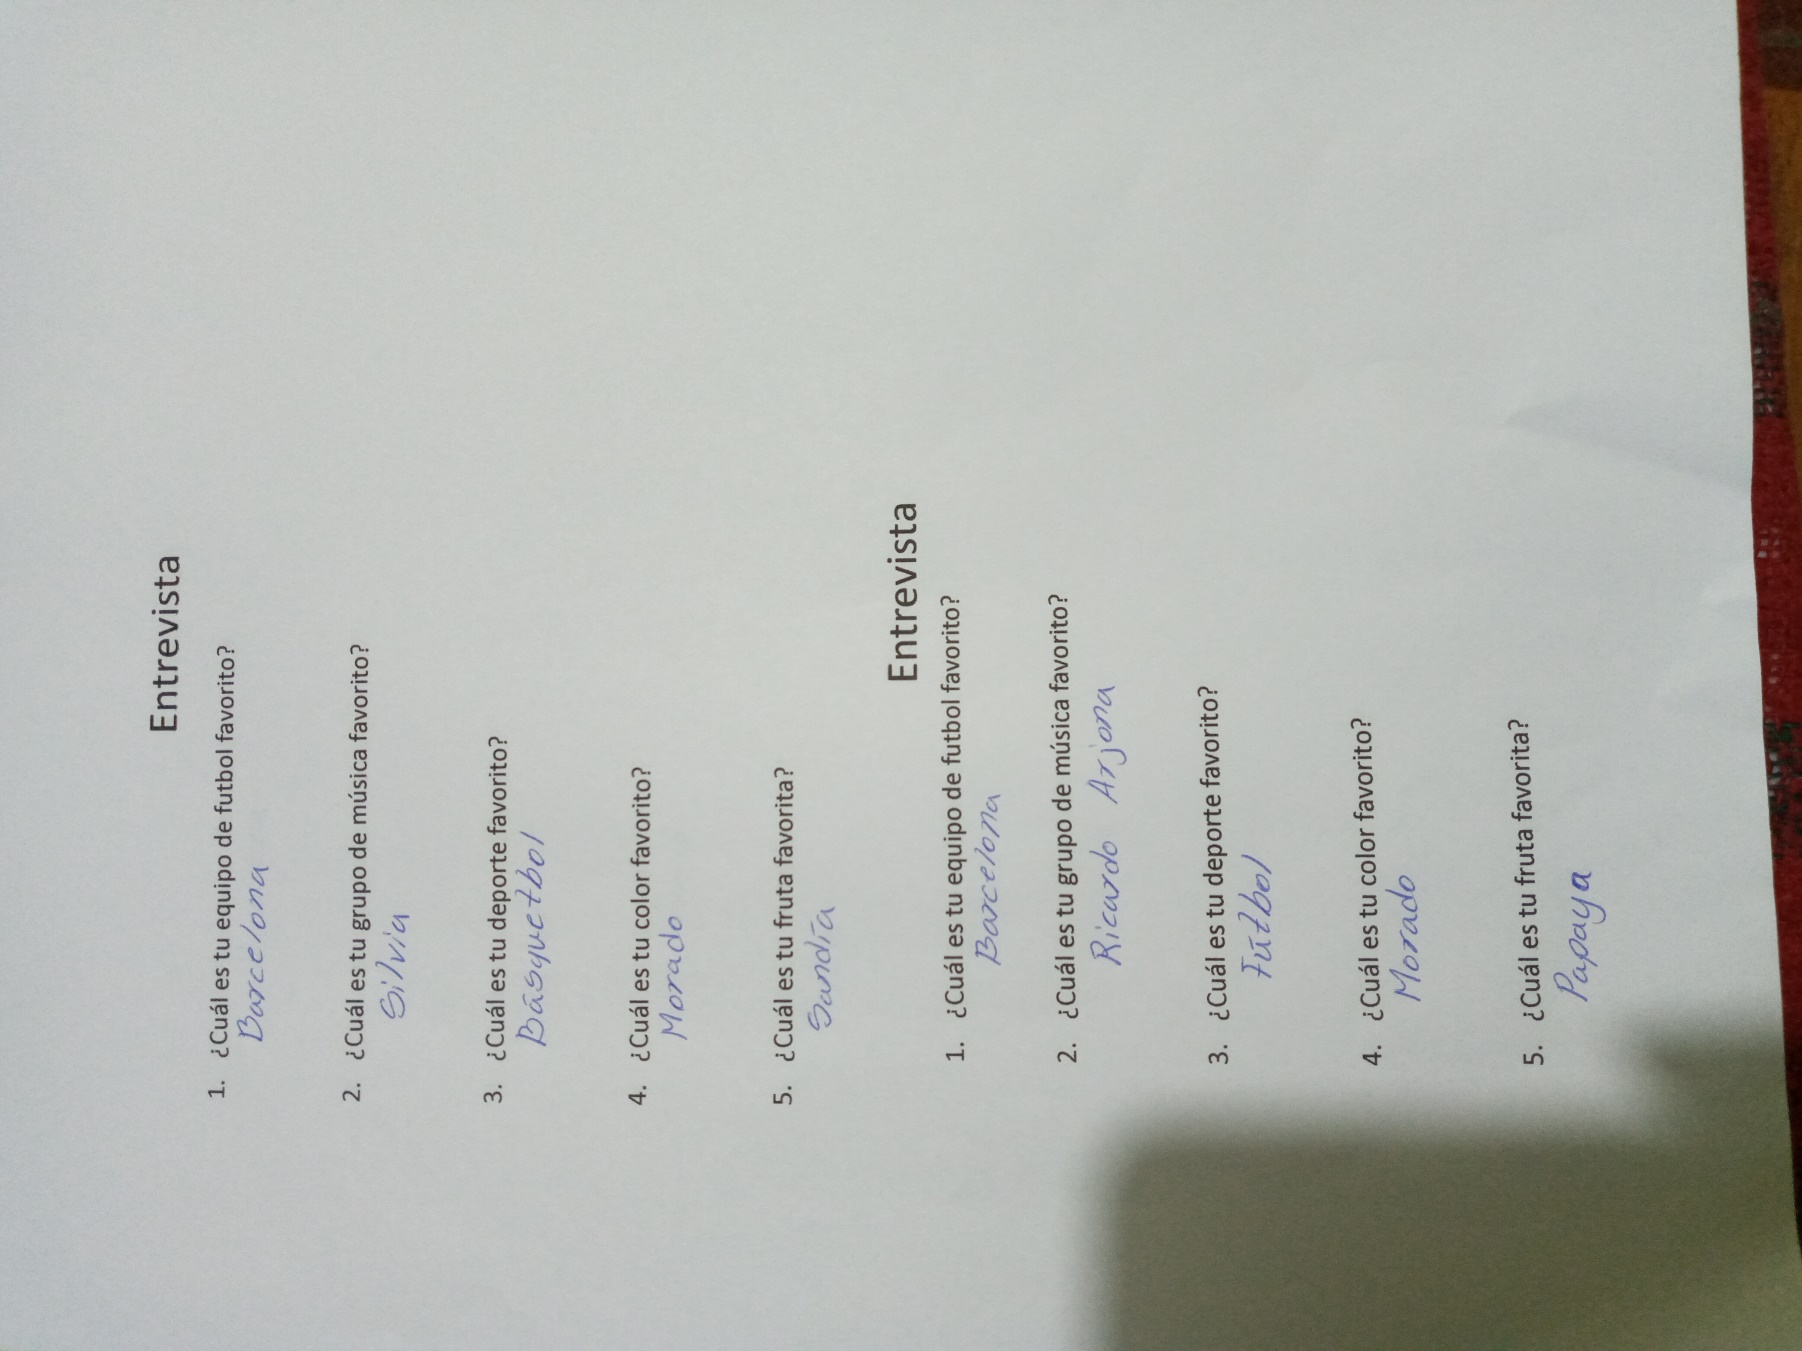 Entrevista
1. ¿Cuál es tu equipo de futbol favorito?
Barcelona
2. ¿Cuál es tu grupo de música favorito?
Silvia
3. ¿Cuál es tu deporte favorito?
Básquetbol
4. ¿Cuál es tu color favorito?
Morado
5. ¿Cuál es tu fruta favorita?
Sandía
Entrevista
1. ¿Cuál es tu equipo de futbol favorito?
Barcelona
2. ¿Cuál es tu grupo de música favorito?
Ricardo Arjona
3. ¿Cuál es tu deporte favorito?
Fútbol
4. ¿Cuál es tu color favorito?
Morado
5. ¿Cuál es tu fruta favorita?
Papaya